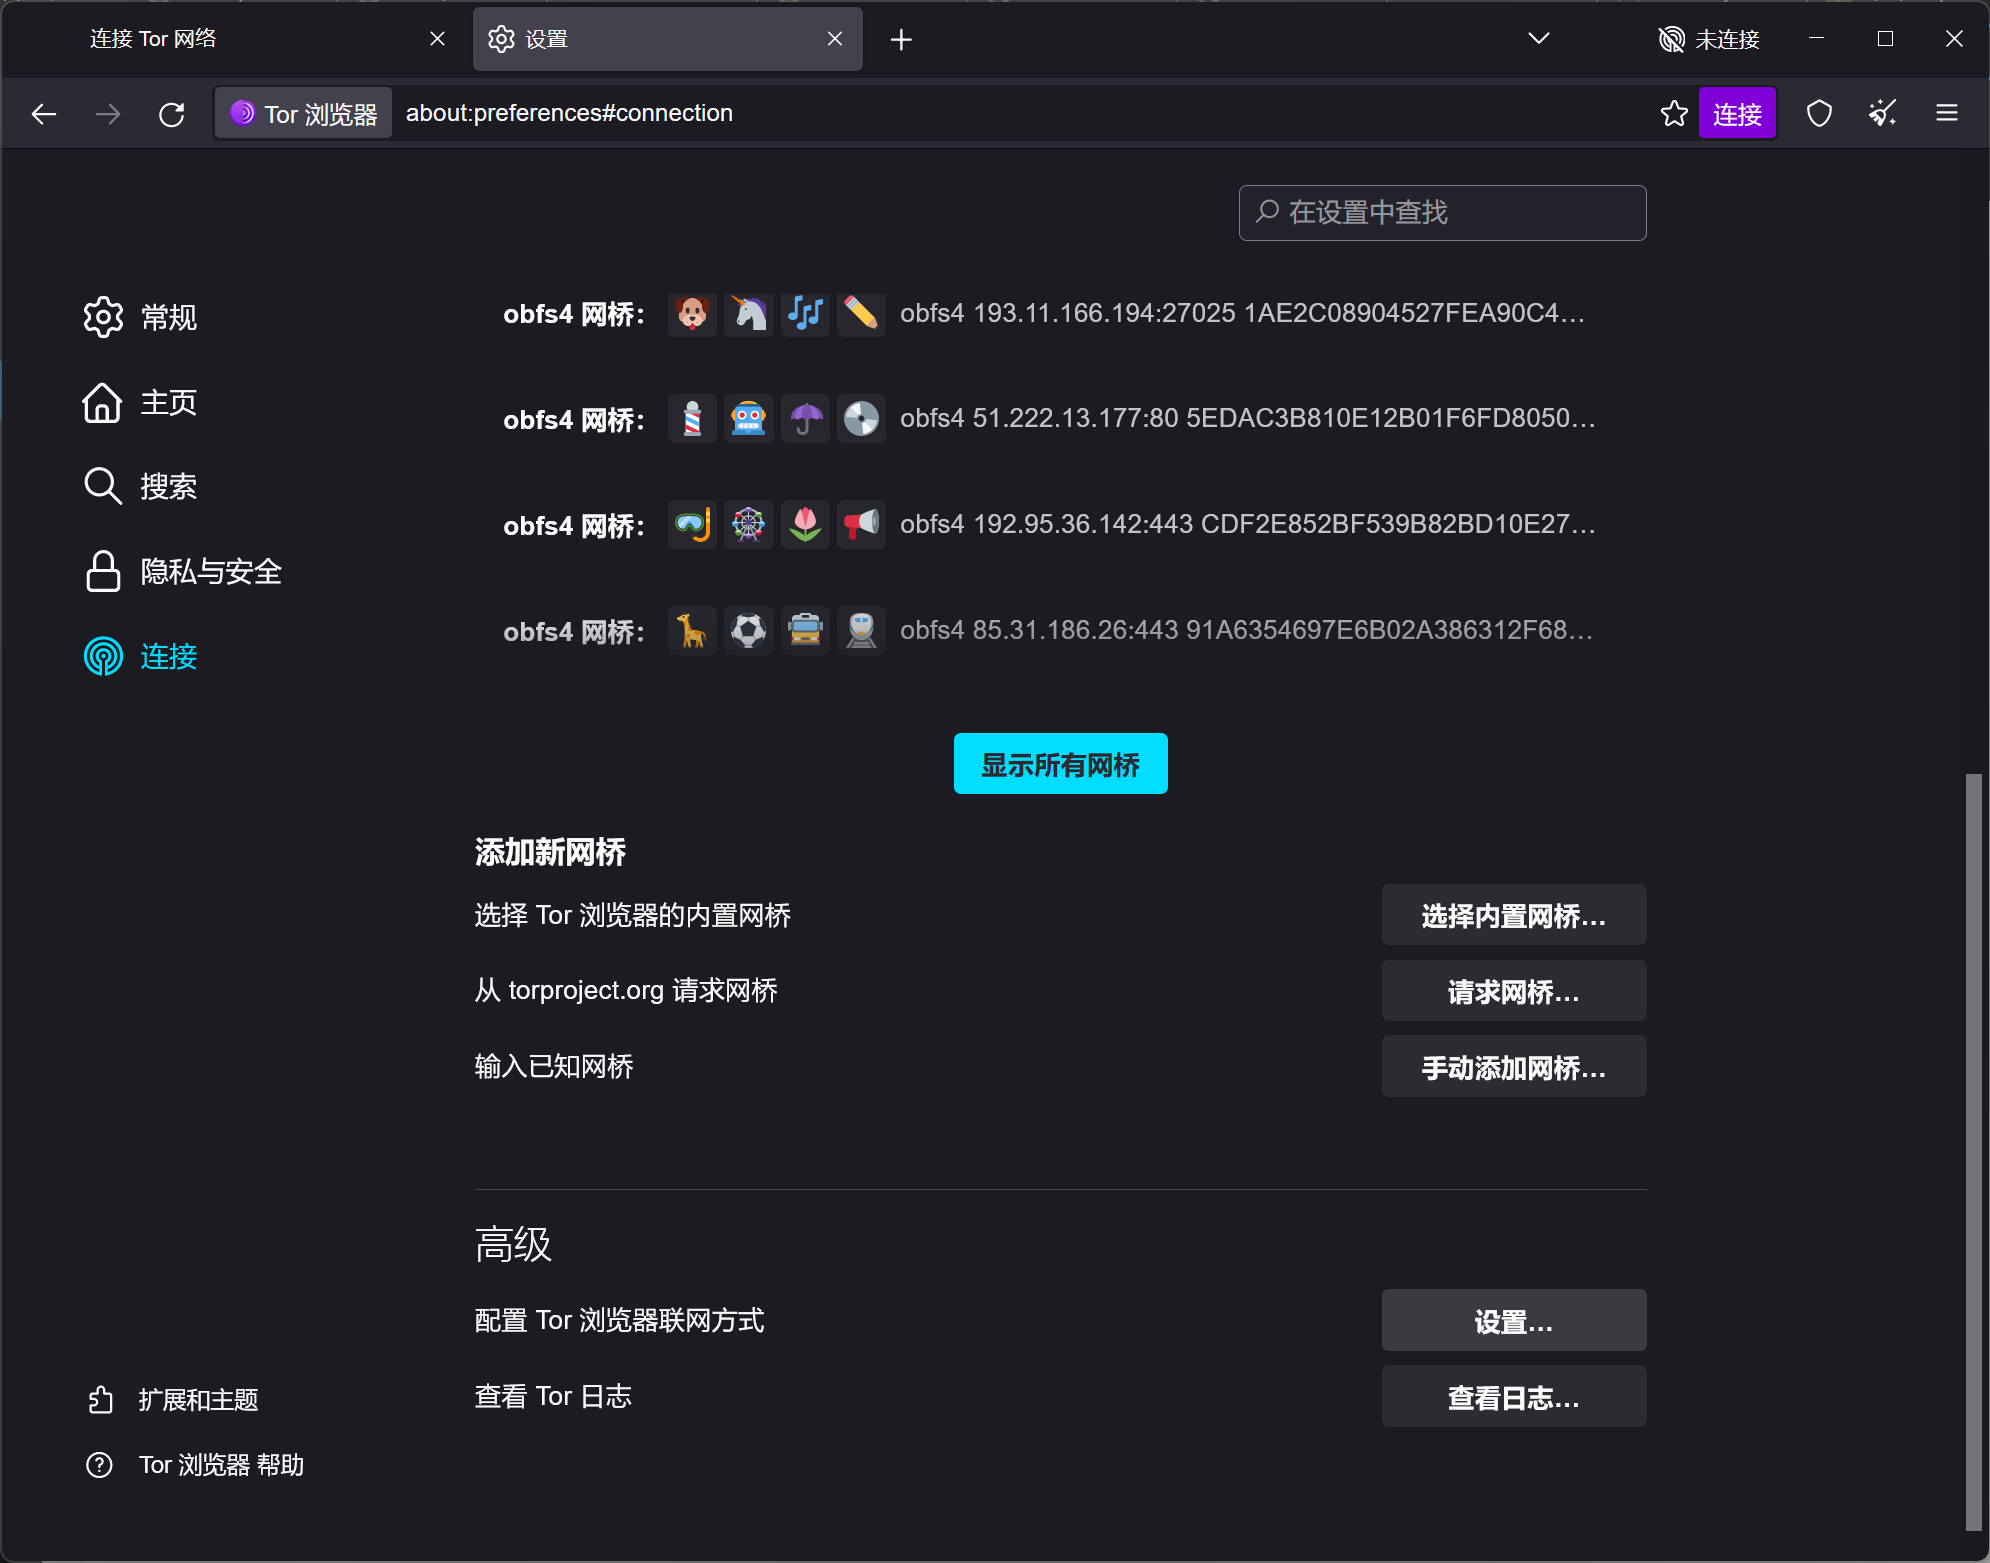 连接 Tor 网络
设置
未连接
Tor 浏览器
about:preferences#connection
连接
在设置中查找
常规
主页
搜索
隐私与安全
连接
obfs4 网桥： obfs4 193.11.166.194:27025 1AE2C08904527FEA90C4…
obfs4 网桥： obfs4 51.222.13.177:80 5EDAC3B810E12B01F6FD8050…
obfs4 网桥： obfs4 192.95.36.142:443 CDF2E852BF539B82BD10E27…
obfs4 网桥： obfs4 85.31.186.26:443 91A6354697E6B02A386312F68…
显示所有网桥
添加新网桥
选择 Tor 浏览器的内置网桥
选择内置网桥…
从 torproject.org 请求网桥
请求网桥…
输入已知网桥
手动添加网桥…
高级
配置 Tor 浏览器联网方式
设置…
查看 Tor 日志
查看日志…
扩展和主题
Tor 浏览器 帮助